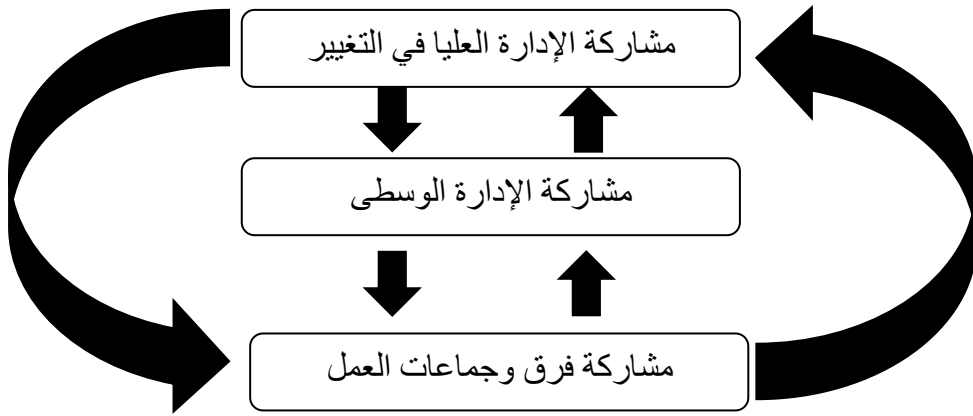 مشاركة الإدارة العليا في التغيير
مشاركة الإدارة الوسطى
مشاركة فرق وجماعات العمل